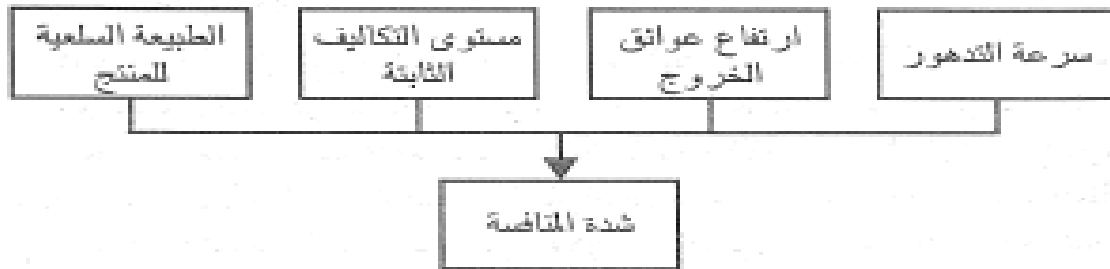 سرعة التدهور
ارتفاع عوائق
الخروج
مستوى التكاليف
الثابتة
الطبيعة السلعية
للمنتج
شدة المنافسة